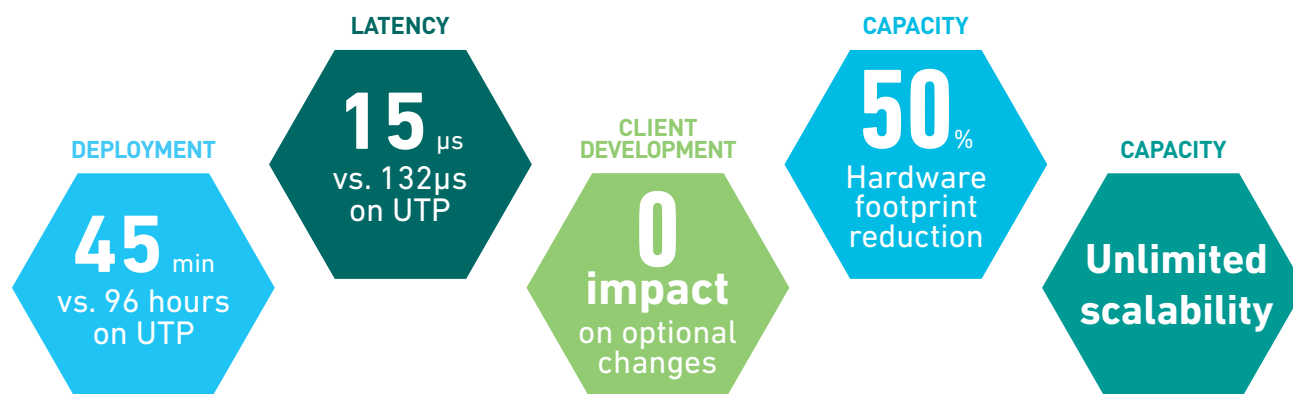 DEPLOYMENT
45 min
vs. 96 hours
on UTP
LATENCY
15 µs
vs. 132µs
on UTP
CLIENT
DEVELOPMENT
0
impact
on optional
changes
CAPACITY
50%
Hardware
footprint
reduction
CAPACITY
Unlimited
scalability